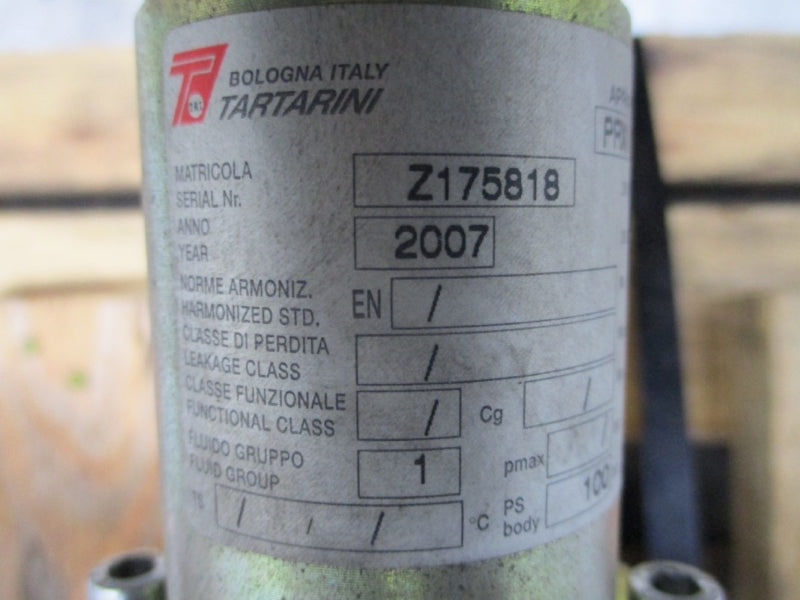 BOLOGNA ITALY
TARTARINI
MATRICOLA
SERIAL Nr. Z175818
ANNO
YEAR 2007
NORME ARMONIZ.
HARMONIZED STD. EN /
CLASSE DI PERDITA
LEAKAGE CLASS /
CLASSE FUNZIONALE
FUNCTIONAL CLASS / Cg /
FLUIDO GRUPPO
FLUID GROUP 1 pmax /
TS / / / °C PS body 100